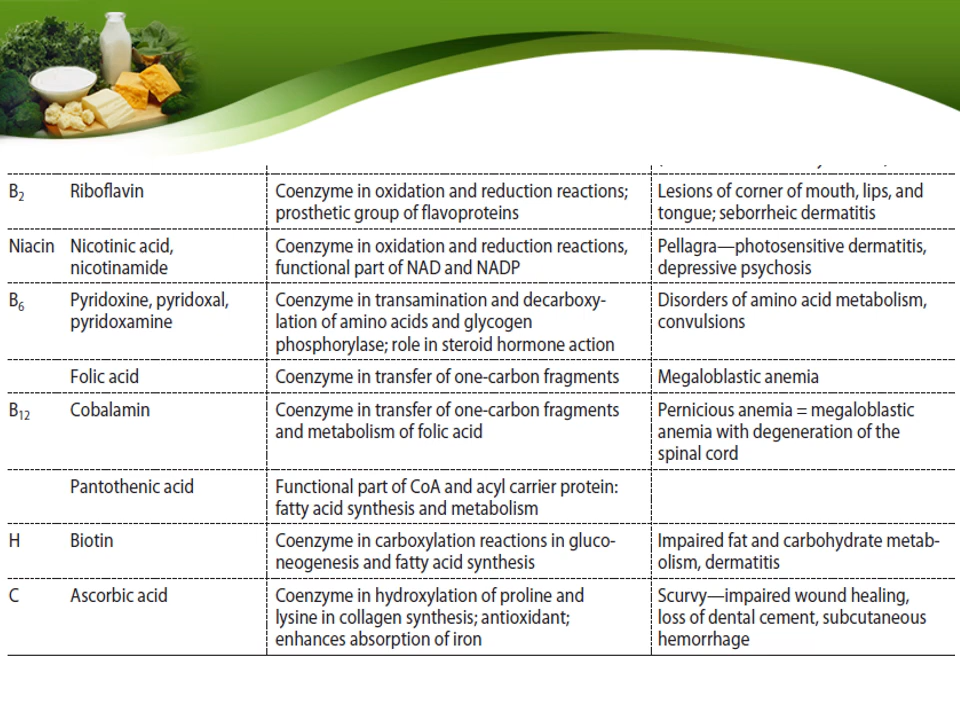 B2 Riboflavin Coenzyme in oxidation and reduction reactions; Lesions of corner of mouth, lips, and
prosthetic group of flavoproteins tongue; seborrheic dermatitis
Niacin Nicotinic acid, Coenzyme in oxidation and reduction reactions, Pellagra—photosensitive dermatitis,
nicotinamide functional part of NAD and NADP depressive psychosis
B6 Pyridoxine, pyridoxal, Coenzyme in transamination and decarboxy- Disorders of amino acid metabolism,
pyridoxamine lation of amino acids and glycogen convulsions
phosphorylase; role in steroid hormone action
Folic acid Coenzyme in transfer of one-carbon fragments Megaloblastic anemia
B12 Cobalamin Coenzyme in transfer of one-carbon fragments Pernicious anemia = megaloblastic
and metabolism of folic acid anemia with degeneration of the
spinal cord
Pantothenic acid Functional part of CoA and acyl carrier protein:
fatty acid synthesis and metabolism
H Biotin Coenzyme in carboxylation reactions in gluco- Impaired fat and carbohydrate metab-
neogenesis and fatty acid synthesis olism, dermatitis
C Ascorbic acid Coenzyme in hydroxylation of proline and Scurvy—impaired wound healing,
lysine in collagen synthesis; antioxidant; loss of dental cement, subcutaneous
enhances absorption of iron hemorrhage